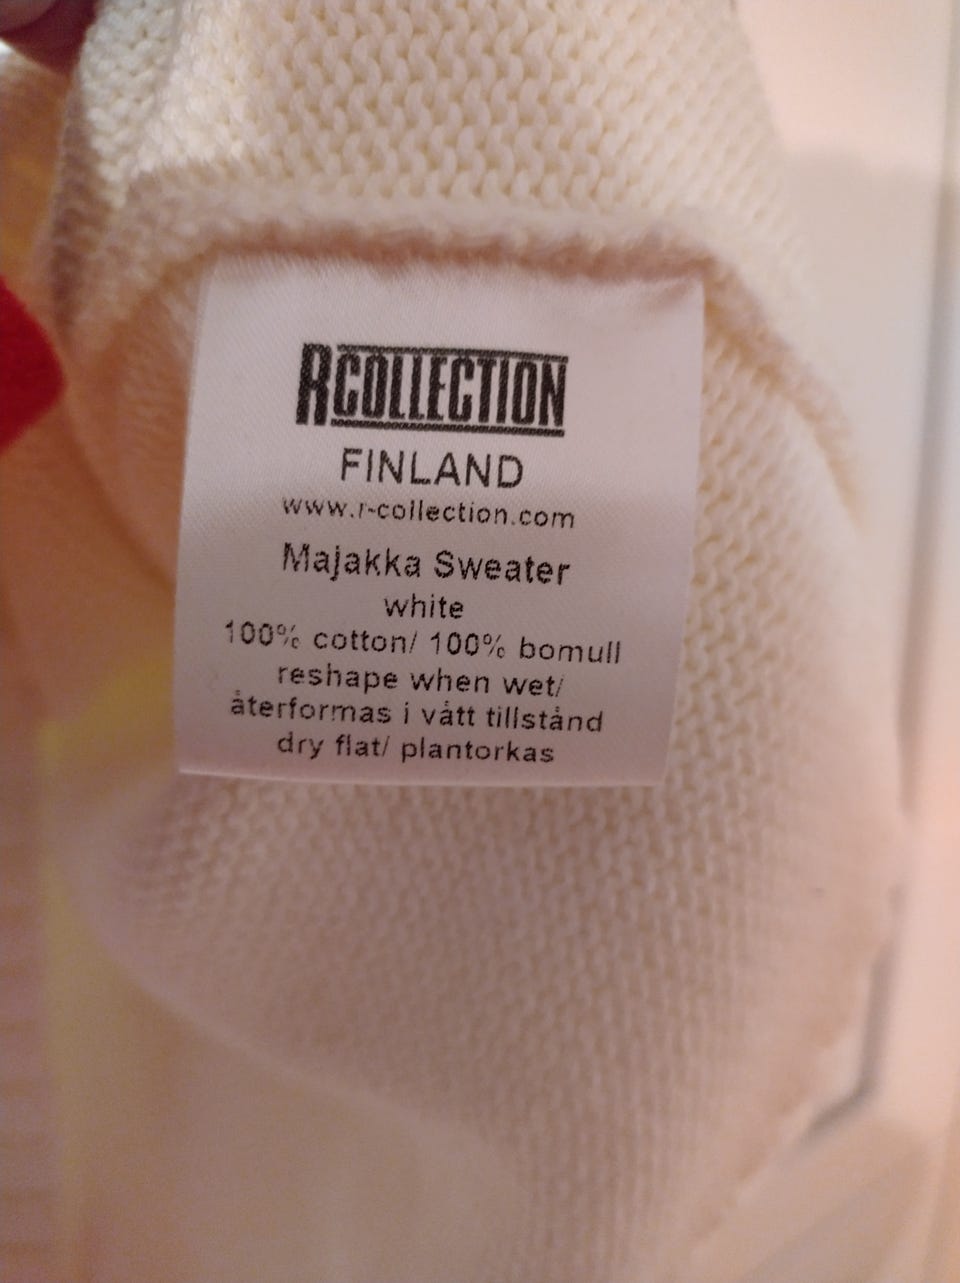 RCOLLECTION
FINLAND
www.r-collection.com
Majakka Sweater
white
100% cotton/ 100% bomull
reshape when wet/
återformas i vått tillstånd
dry flat/ plantorkas